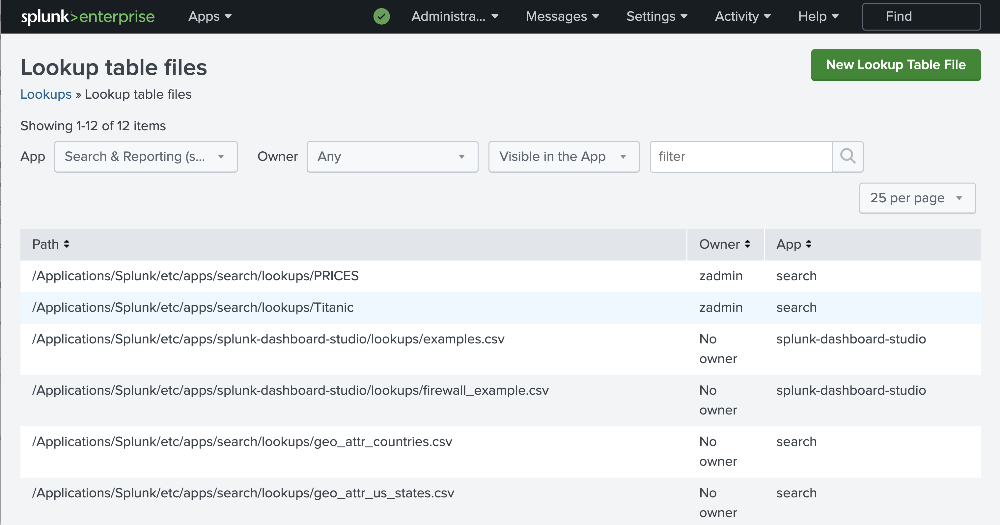 splunk>enterprise Apps Administra... Messages Settings Activity Help Find
Lookup table files
New Lookup Table File
Lookups » Lookup table files
Showing 1-12 of 12 items
App Search & Reporting (s... Owner Any Visible in the App filter
25 per page
Path Owner App
/Applications/Splunk/etc/apps/search/lookups/PRICES zadmin search
/Applications/Splunk/etc/apps/search/lookups/Titanic zadmin search
/Applications/Splunk/etc/apps/splunk-dashboard-studio/lookups/examples.csv No owner splunk-dashboard-studio
/Applications/Splunk/etc/apps/splunk-dashboard-studio/lookups/firewall_example.csv No owner splunk-dashboard-studio
/Applications/Splunk/etc/apps/search/lookups/geo_attr_countries.csv No owner search
/Applications/Splunk/etc/apps/search/lookups/geo_attr_us_states.csv No owner search